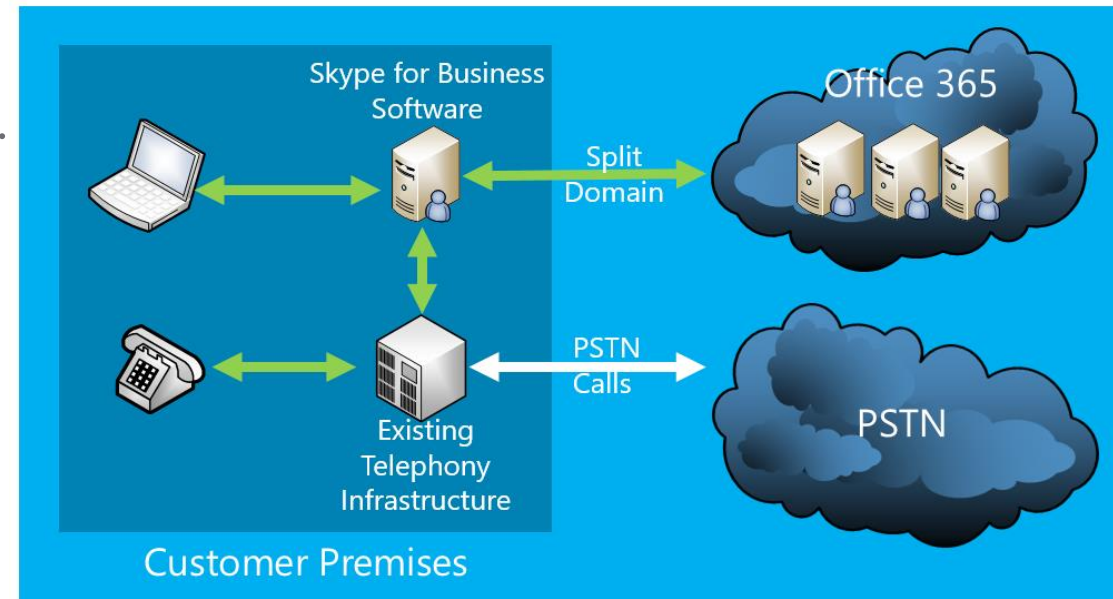 Skype for Business
Software
Office 365
Split
Domain
PSTN
Calls
PSTN
Existing
Telephony
Infrastructure
Customer Premises